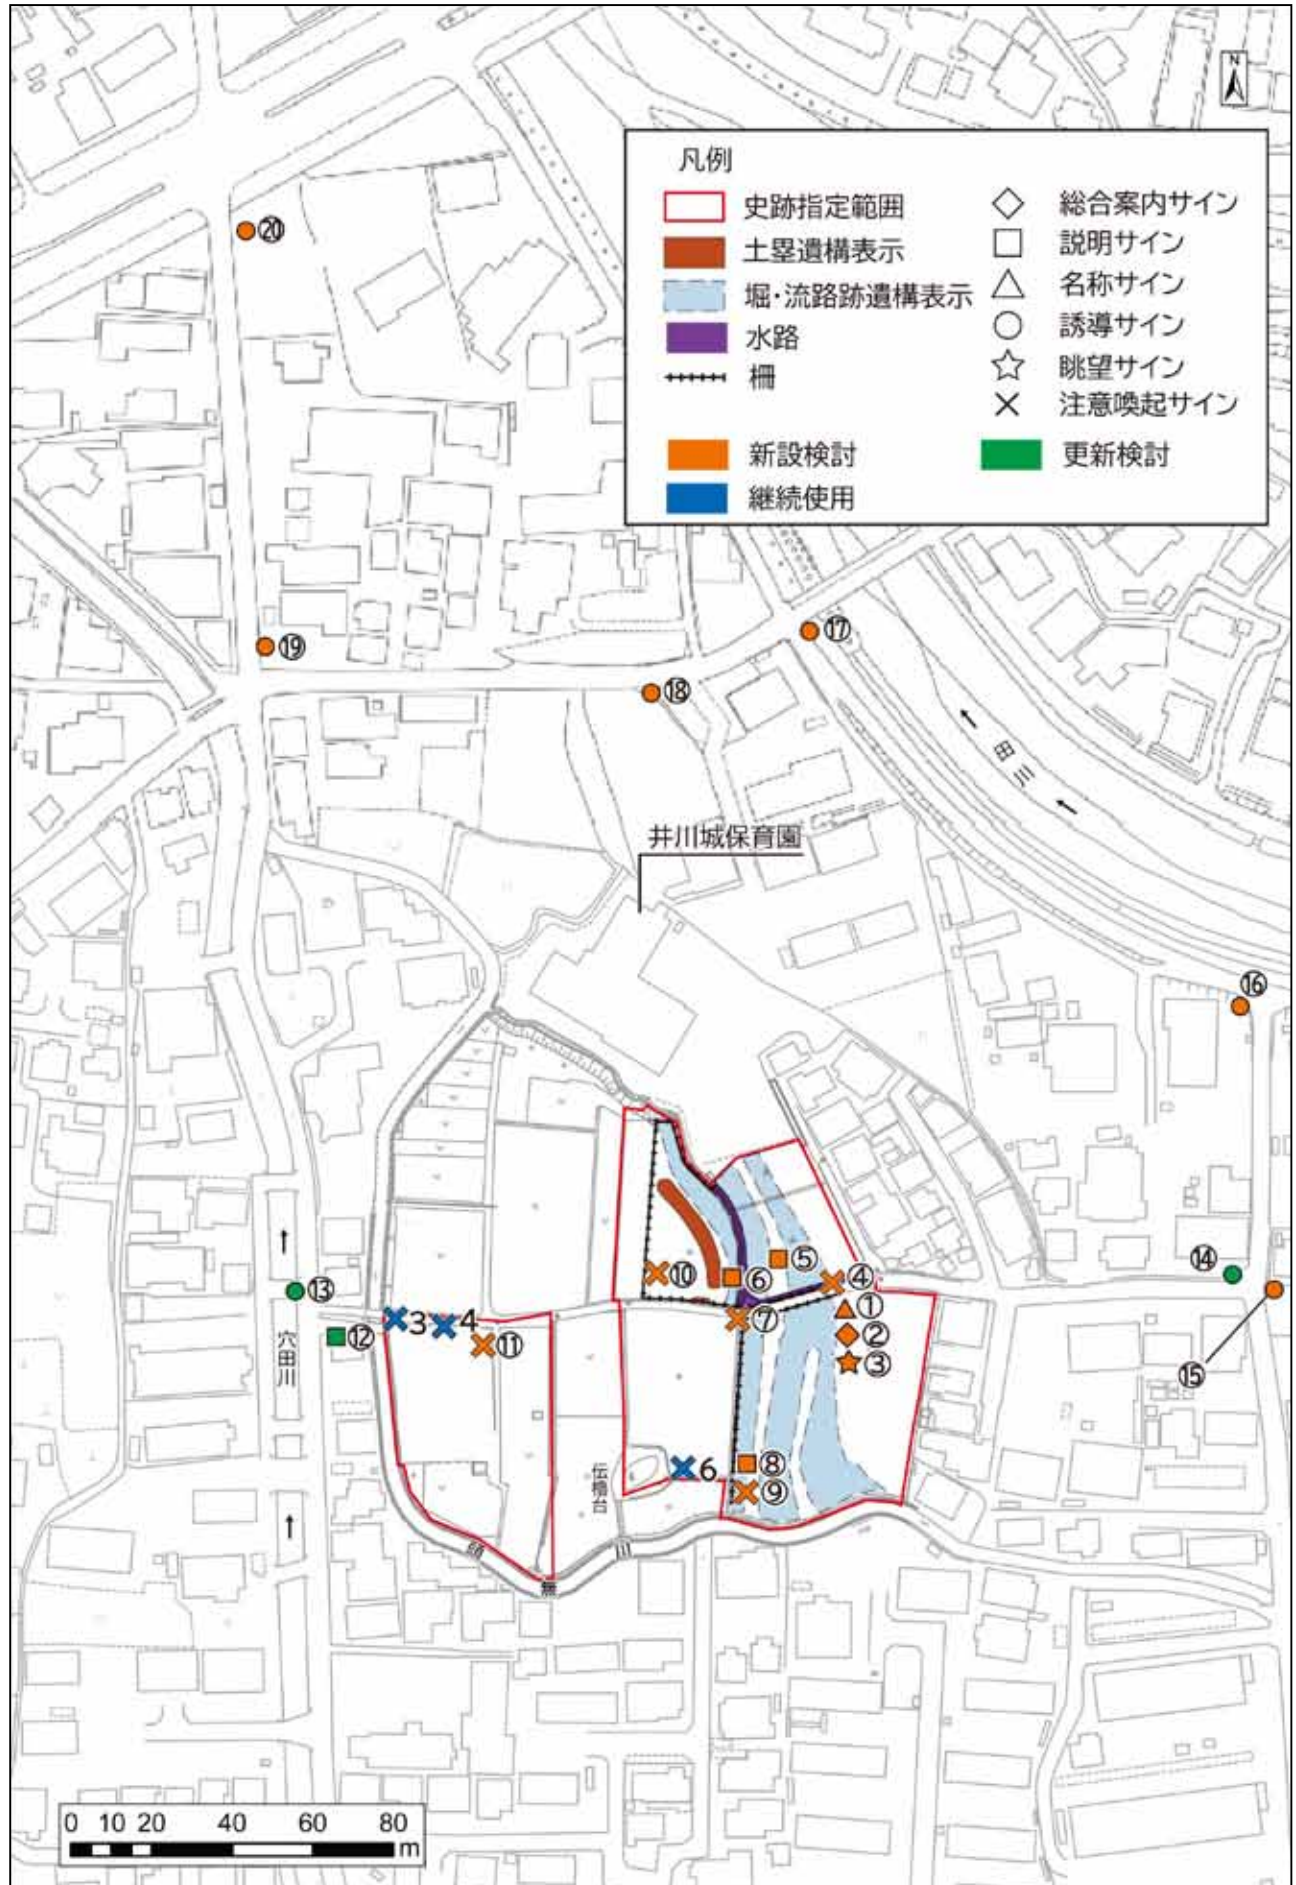 N
凡例
史跡指定範囲
土塁遺構表示
堀・流路跡遺構表示
水路
柵
総合案内サイン
説明サイン
名称サイン
誘導サイン
眺望サイン
注意喚起サイン
新設検討
更新検討
継続使用
⑳
⑲
⑰
⑱
田川
井川城保育園
⑯
⑩
⑥
⑤
④
⑭
⑬
⑫
3
4
⑪
⑦
①
②
③
⑮
穴田川
伝櫓台
6
⑧
⑨
頭無川
0 10 20 40 60 80
m